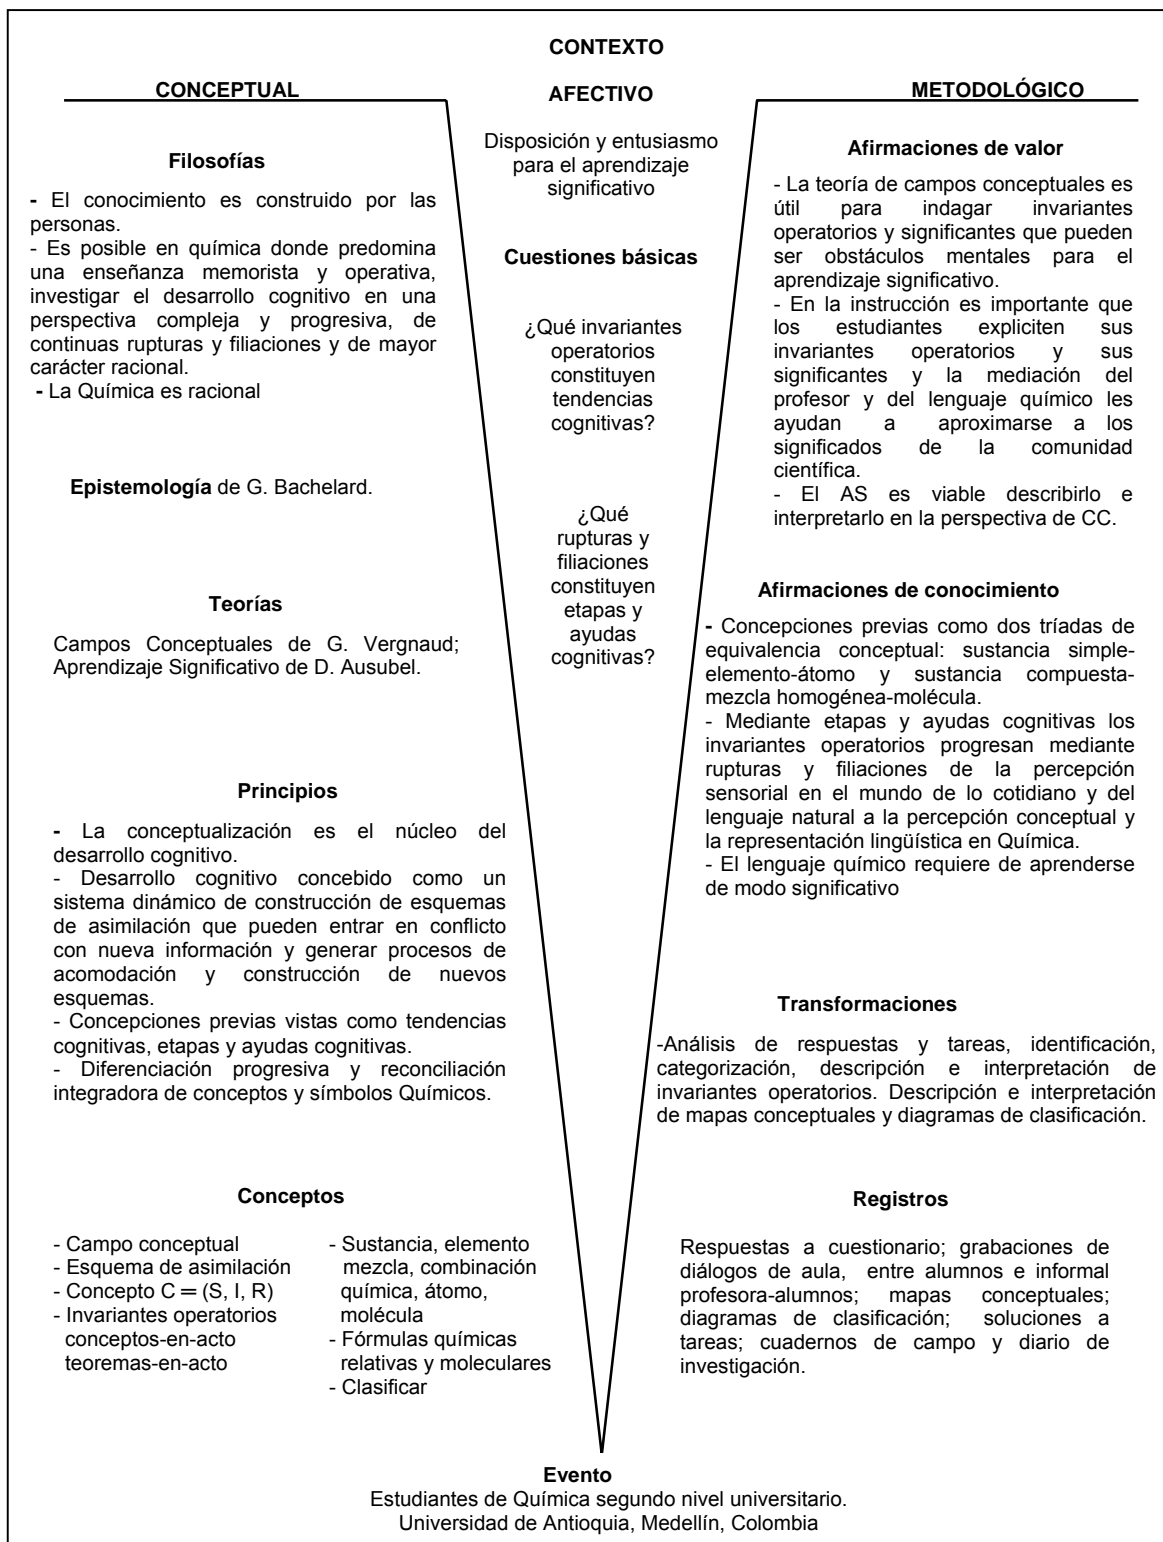 CONTEXTO
AFECTIVO
CONCEPTUAL
METODOLÓGICO
Filosofías
- El conocimiento es construido por las
personas.
- Es posible en química donde predomina
una enseñanza memorista y operativa,
investigar el desarrollo cognitivo en una
perspectiva compleja y progresiva, de
continuas rupturas y filiaciones y de mayor
carácter racional.
- La Química es racional
Epistemología de G. Bachelard.
Teorías
Campos Conceptuales de G. Vergnaud;
Aprendizaje Significativo de D. Ausubel.
Principios
- La conceptualización es el núcleo del
desarrollo cognitivo.
- Desarrollo cognitivo concebido como un
sistema dinámico de construcción de esquemas
de asimilación que pueden entrar en conflicto
con nueva información y generar procesos de
acomodación y construcción de nuevos
esquemas.
- Concepciones previas vistas como tendencias
cognitivas, etapas y ayudas cognitivas.
- Diferenciación progresiva y reconciliación
integradora de conceptos y símbolos Químicos.
Conceptos
- Campo conceptual
- Esquema de asimilación
- Concepto C = (S, I, R)
- Invariantes operatorios
conceptos-en-acto
teoremas-en-acto
- Sustancia, elemento
mezcla, combinación
química, átomo,
molécula
- Fórmulas químicas
relativas y moleculares
- Clasificar
Disposición y entusiasmo
para el aprendizaje
significativo
Cuestiones básicas
¿Qué invariantes
operatorios
constituyen
tendencias
cognitivas?
¿Qué
rupturas y
filiaciones
constituyen
etapas y
ayudas
cognitivas?
Afirmaciones de valor
- La teoría de campos conceptuales es
útil para indagar invariantes
operatorios y significantes que pueden
ser obstáculos mentales para el
aprendizaje significativo.
- En la instrucción es importante que
los estudiantes expliciten sus
invariantes operatorios y sus
significantes y la mediación del
profesor y del lenguaje químico les
ayudan a aproximarse a los
significados de la comunidad
científica.
- El AS es viable describirlo e
interpretarlo en la perspectiva de CC.
Afirmaciones de conocimiento
- Concepciones previas como dos tríadas de
equivalencia conceptual: sustancia simple-
elemento-átomo y sustancia compuesta-
mezcla homogénea-molécula.
- Mediante etapas y ayudas cognitivas los
invariantes operatorios progresan mediante
rupturas y filiaciones de la percepción
sensorial en el mundo de lo cotidiano y del
lenguaje natural a la percepción conceptual y
la representación lingüística en Química.
- El lenguaje químico requiere de aprenderse
de modo significativo
Transformaciones
-Análisis de respuestas y tareas, identificación,
categorización, descripción e interpretación de
invariantes operatorios. Descripción e interpretación
de mapas conceptuales y diagramas de clasificación.
Registros
Respuestas a cuestionario; grabaciones de
diálogos de aula, entre alumnos e informal
profesora-alumnos; mapas conceptuales;
diagramas de clasificación; soluciones a
tareas; cuadernos de campo y diario de
investigación.
Evento
Estudiantes de Química segundo nivel universitario.
Universidad de Antioquia, Medellín, Colombia